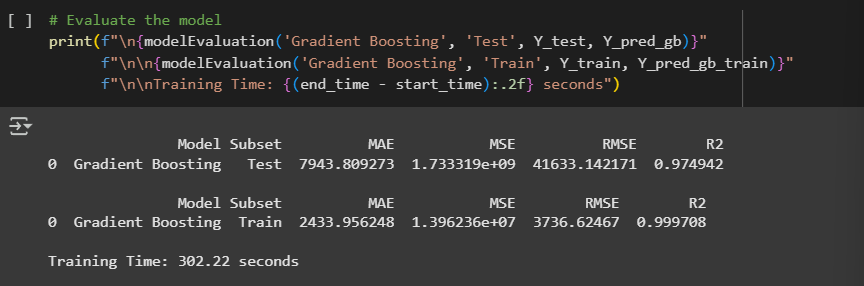 [ ] # Evaluate the model
print(f"\n{modelEvaluation('Gradient Boosting', 'Test', Y_test, Y_pred_gb)}"
f"\n\n{modelEvaluation('Gradient Boosting', 'Train', Y_train, Y_pred_gb_train)}"
f"\n\nTraining Time: {(end_time - start_time):.2f} seconds")
Model Subset MAE MSE RMSE R2
0 Gradient Boosting Test 7943.809273 1.733319e+09 41633.142171 0.974942
Model Subset MAE MSE RMSE R2
0 Gradient Boosting Train 2433.956248 1.396236e+07 3736.62467 0.999708
Training Time: 302.22 seconds